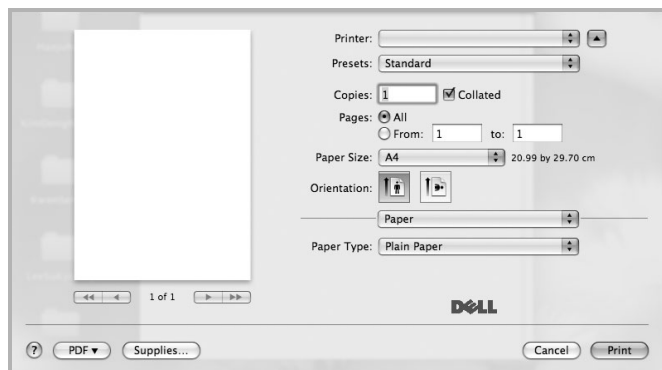 Printer:
Presets: Standard
Copies: 1 Collated
Pages: All
From: 1 to: 1
Paper Size: A4 20.99 by 29.70 cm
Orientation:
Paper
Paper Type: Plain Paper
1 of 1
DELL
? PDF Supplies... Cancel Print